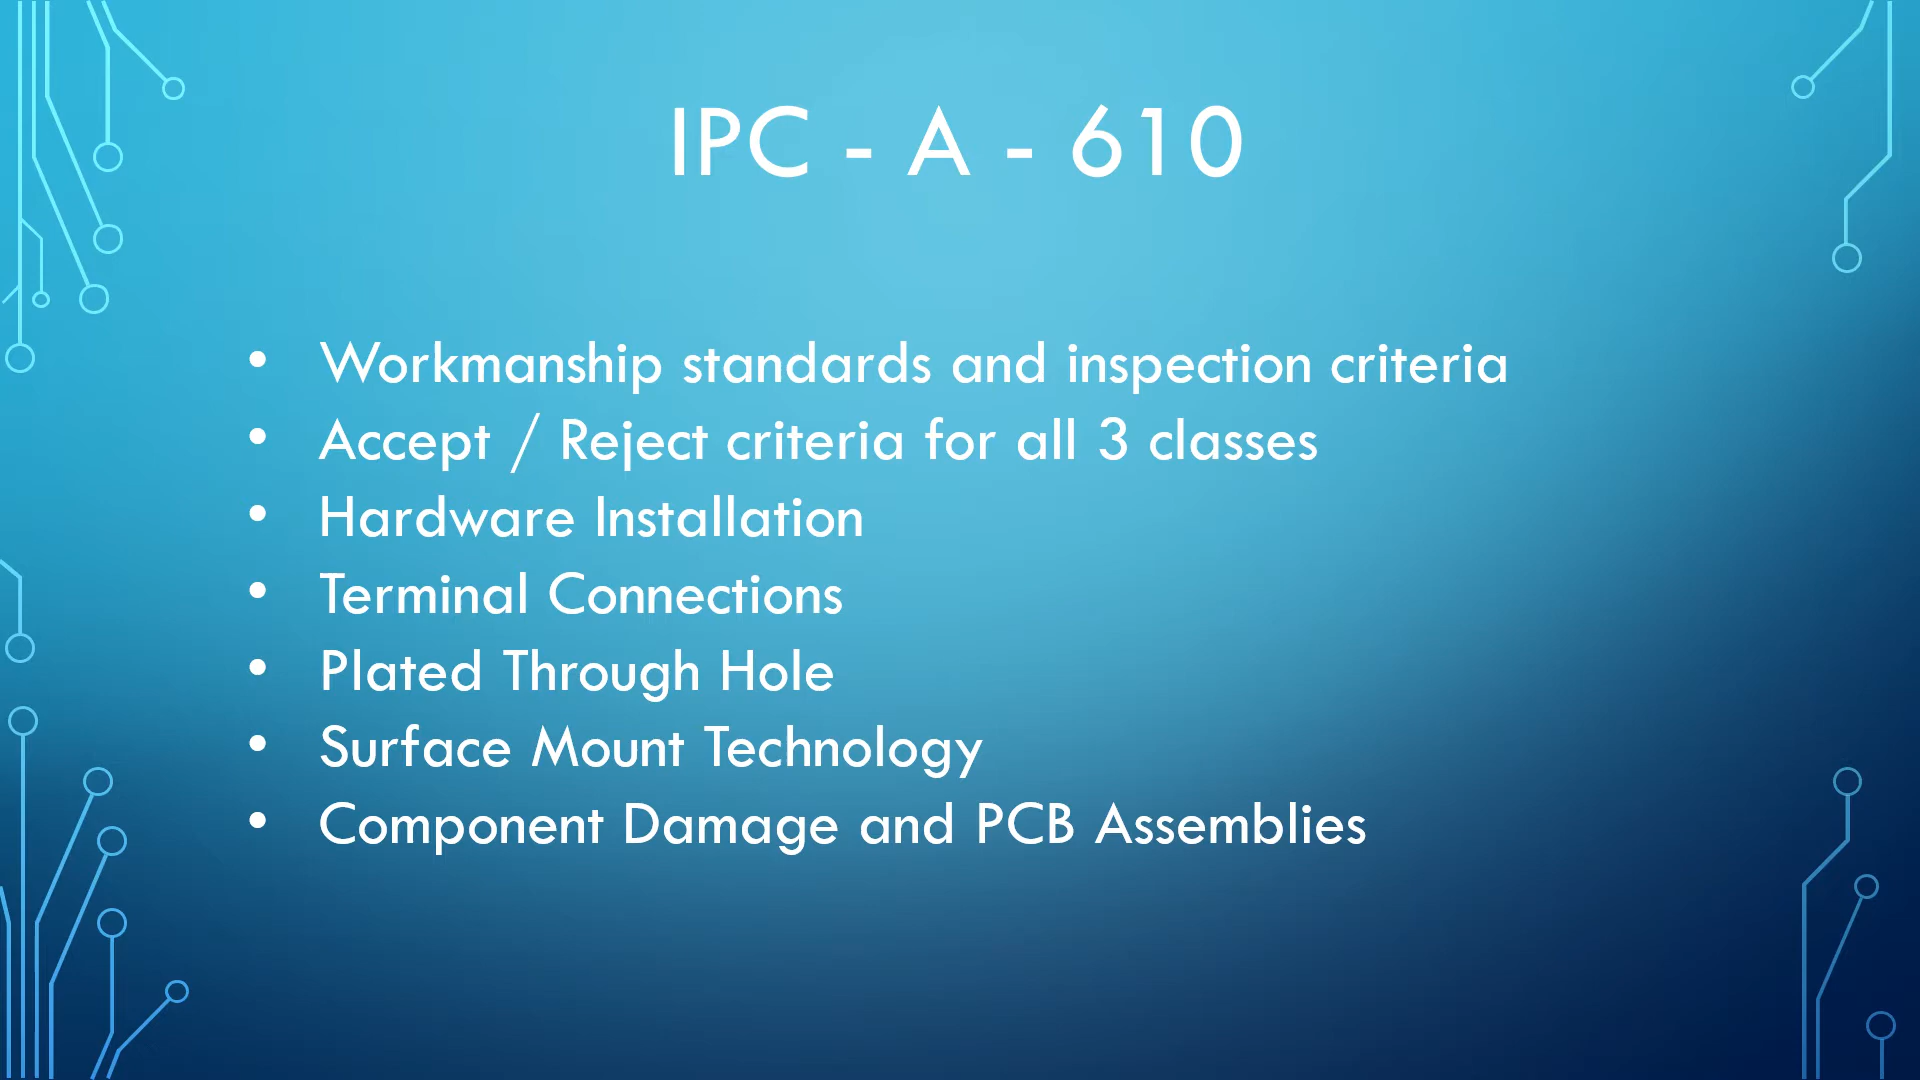 IPC - A - 610
• Workmanship standards and inspection criteria
• Accept / Reject criteria for all 3 classes
• Hardware Installation
• Terminal Connections
• Plated Through Hole
• Surface Mount Technology
• Component Damage and PCB Assemblies